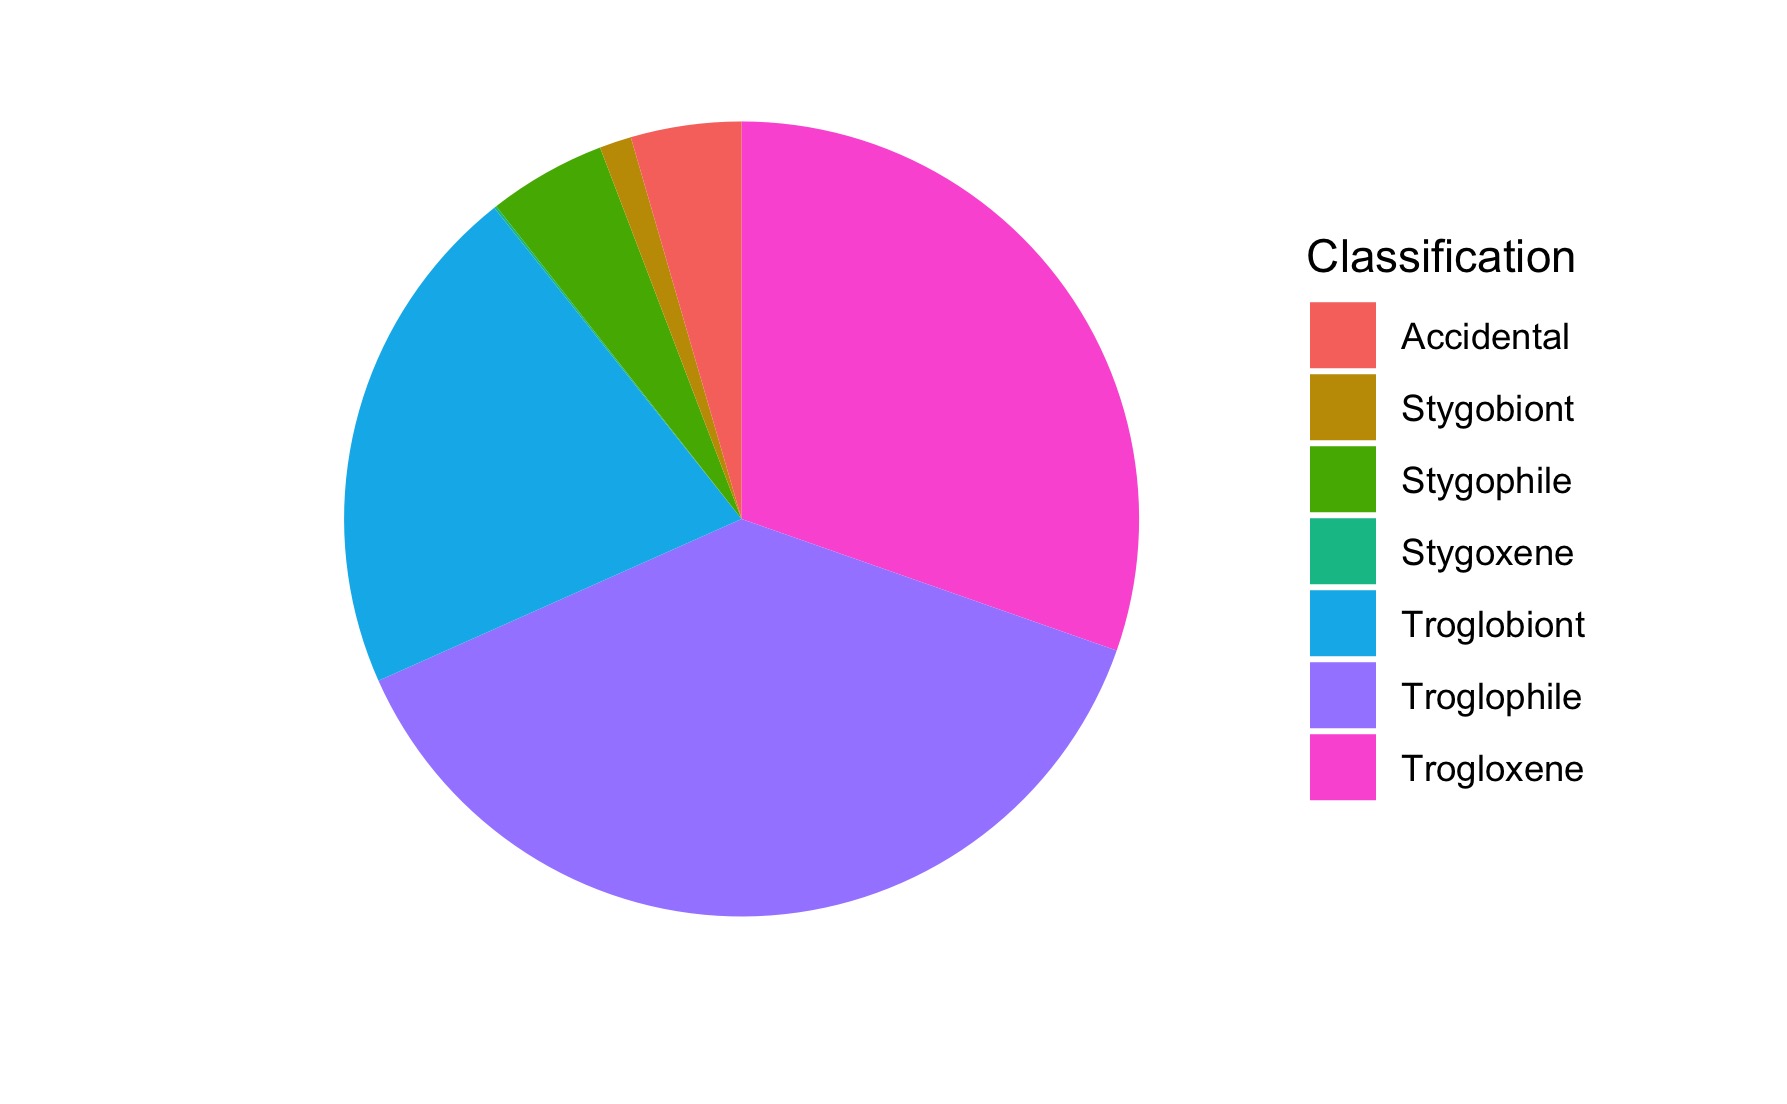 Classification
Accidental
Stygobiont
Stygophile
Stygoxene
Troglobiont
Troglophile
Trogloxene